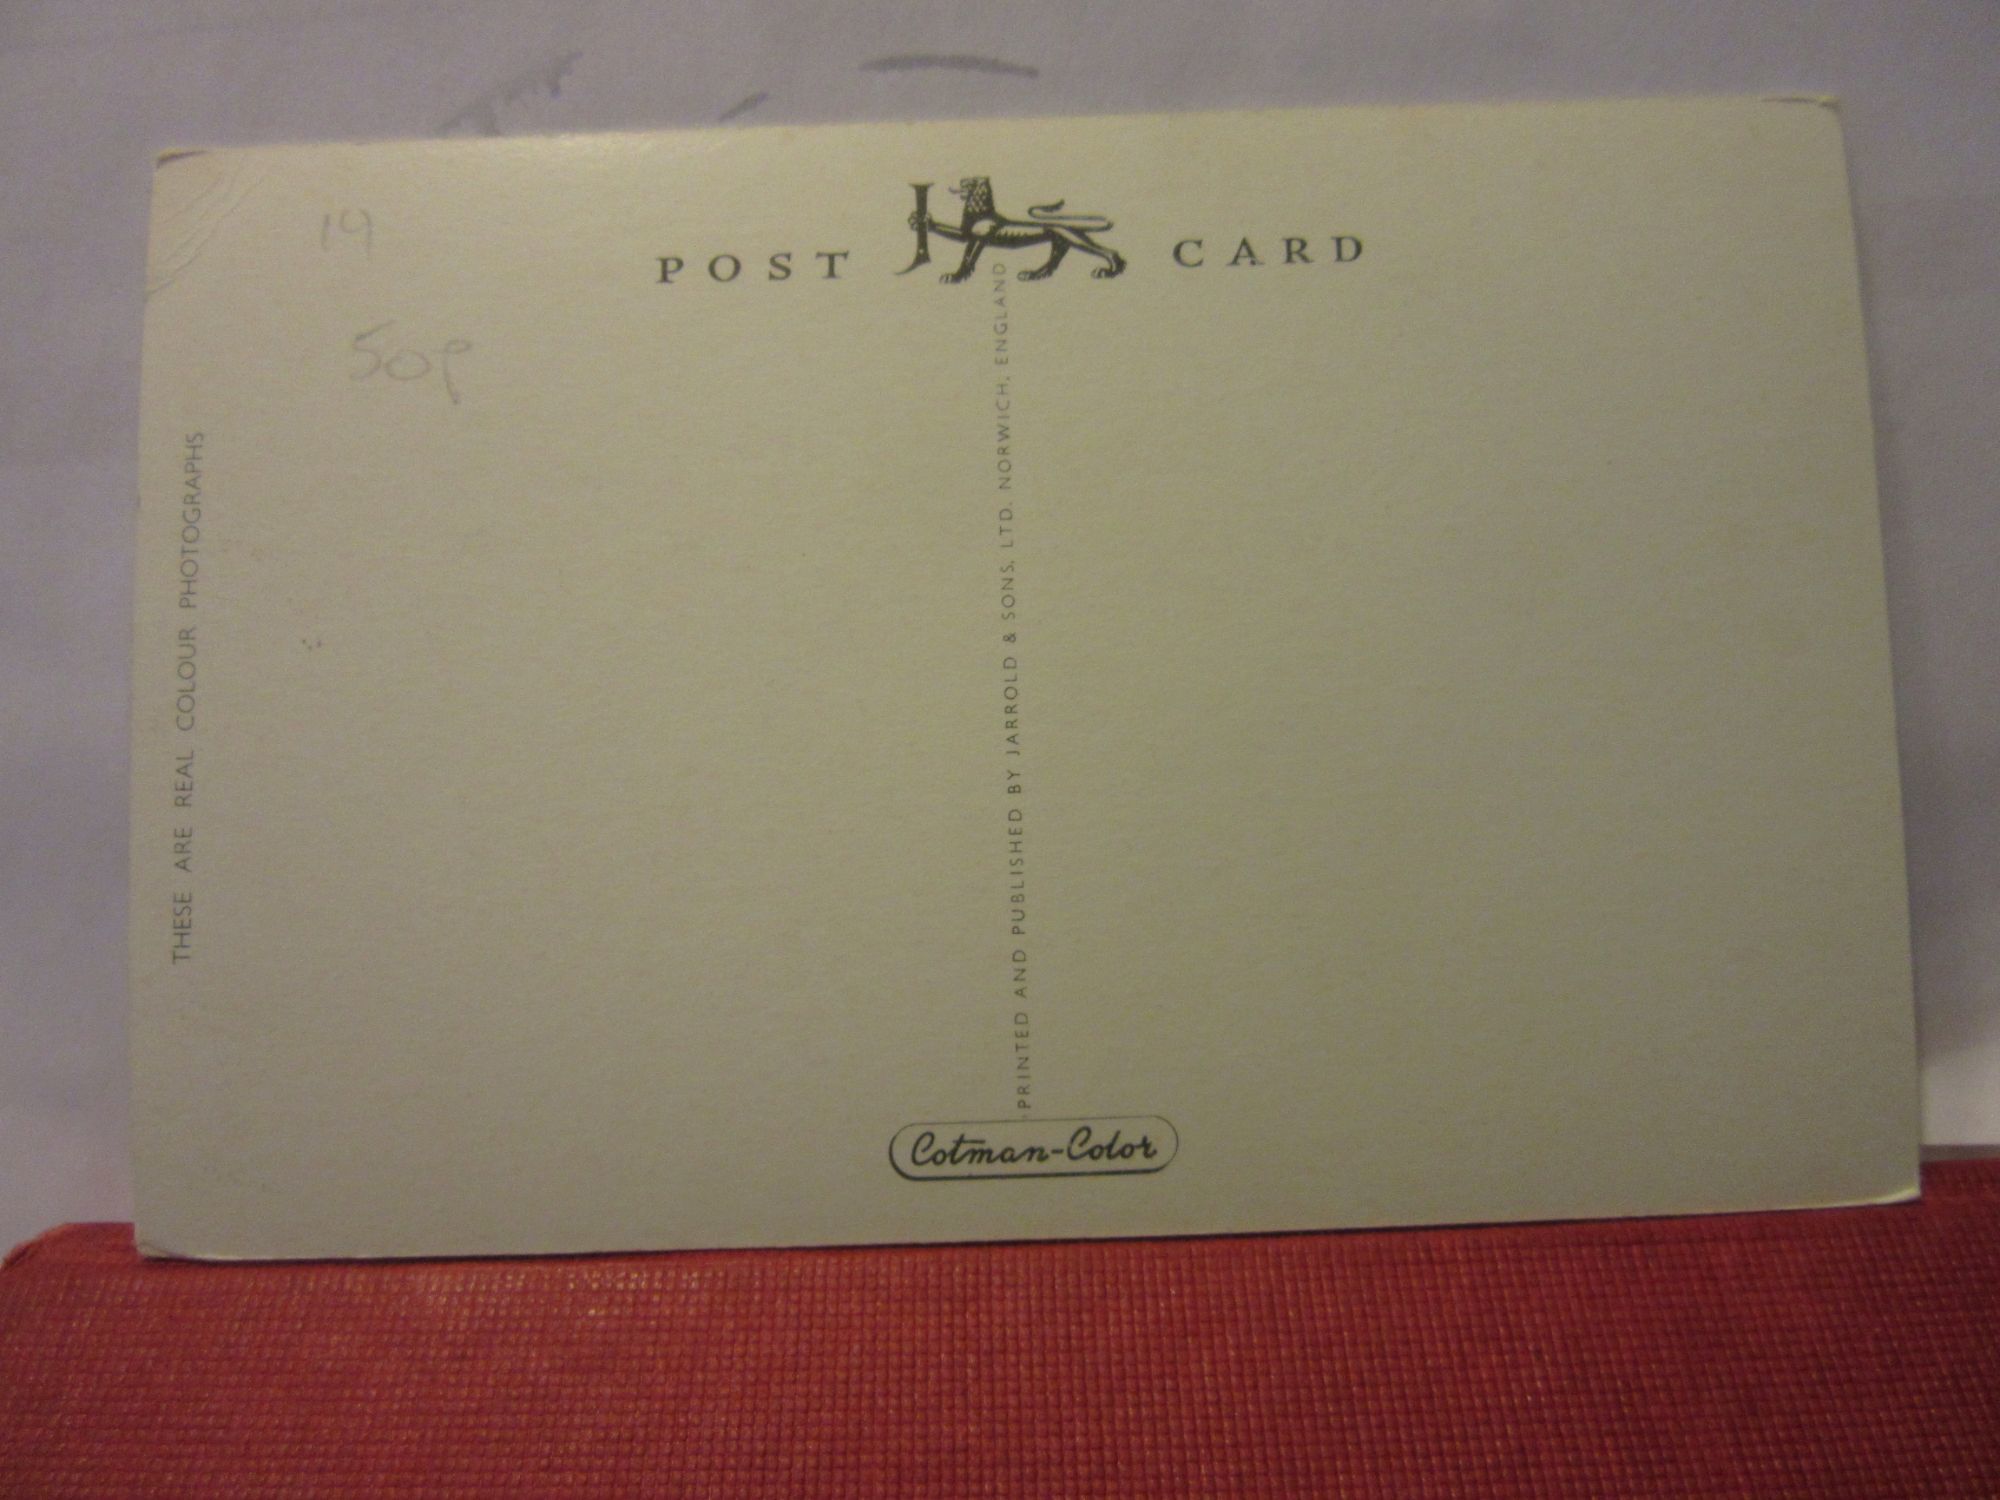 19
50p
POST J CARD
THESE ARE REAL COLOUR PHOTOGRAPHS
PRINTED AND PUBLISHED BY JARROLD & SONS, LTD. NORWICH, ENGLAND
Cotman-Color